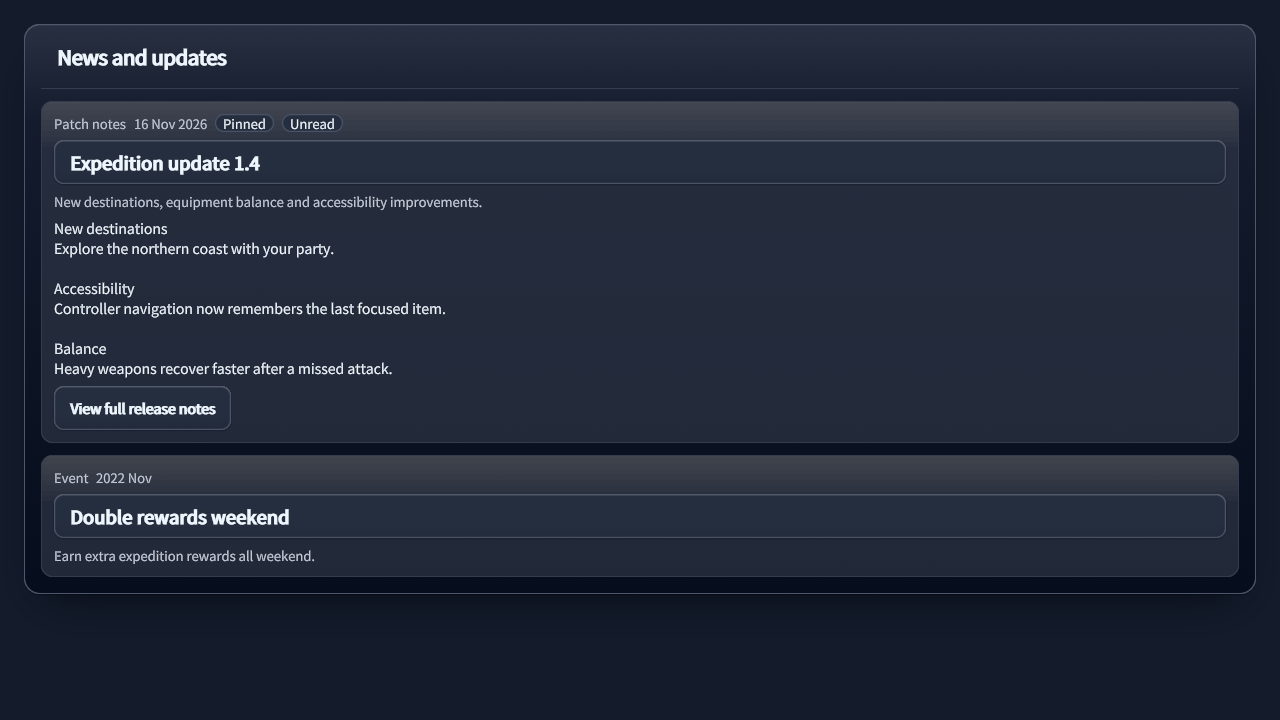 News and updates
Patch notes 16 Nov 2026 Pinned Unread
Expedition update 1.4
New destinations, equipment balance and accessibility improvements.
New destinations
Explore the northern coast with your party.
Accessibility
Controller navigation now remembers the last focused item.
Balance
Heavy weapons recover faster after a missed attack.
View full release notes
Event 2022 Nov
Double rewards weekend
Earn extra expedition rewards all weekend.